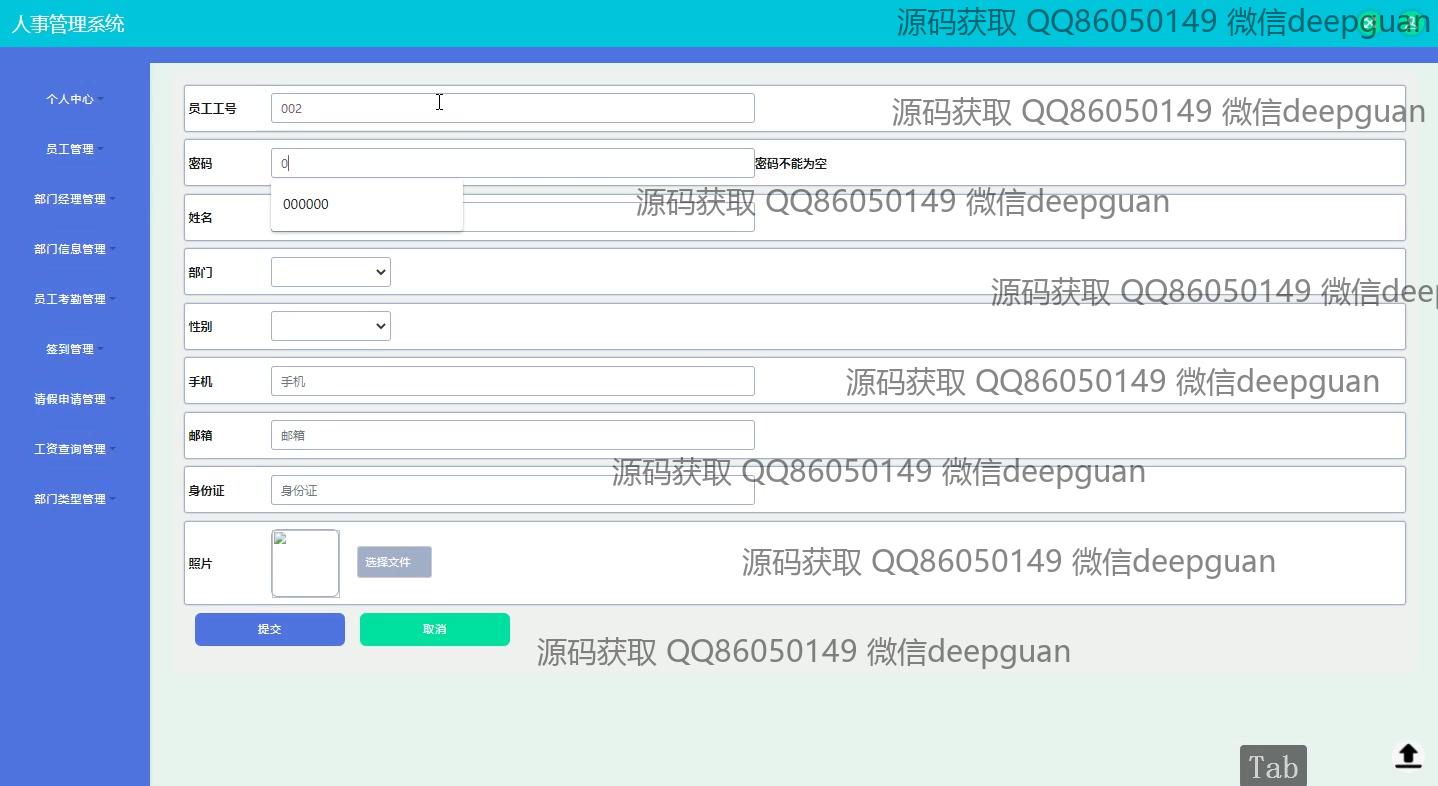 人事管理系统
源码获取 QQ86050149 微信deepguan
个人中心
员工管理
部门经理管理
部门信息管理
员工考勤管理
签到管理
请假申请管理
工资查询管理
部门类型管理
员工工号 002
源码获取 QQ86050149 微信deepguan
密码 0 密码不能为空
000000
源码获取 QQ86050149 微信deepguan
姓名
部门
源码获取 QQ86050149 微信deep
性别
手机 手机
源码获取 QQ86050149 微信deepguan
邮箱 邮箱
源码获取 QQ86050149 微信deepguan
身份证 身份证
照片 选择文件
源码获取 QQ86050149 微信deepguan
提交 取消
源码获取 QQ86050149 微信deepguan
Tab